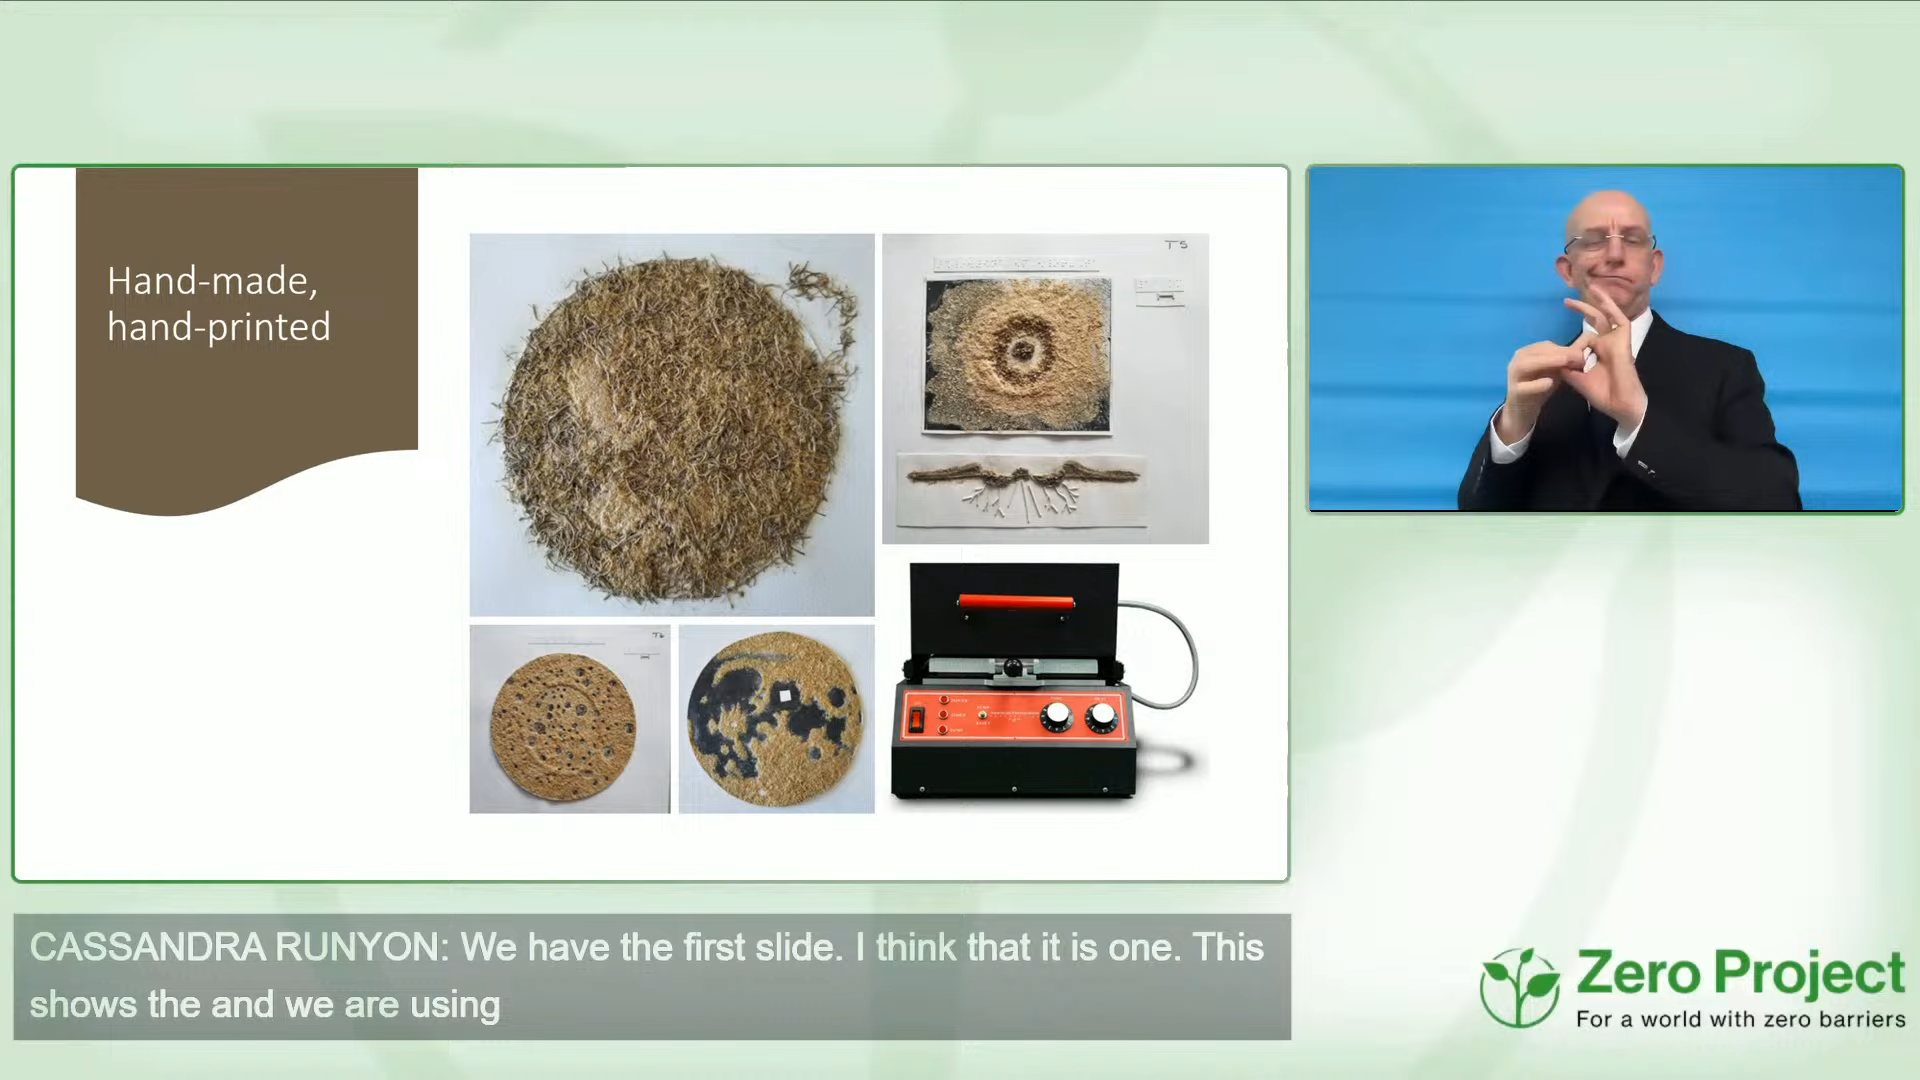 Hand-made,
hand-printed
T5
CASSANDRA RUNYON: We have the first slide. I think that it is one. This
shows the and we are using
Zero Project
For a world with zero barriers